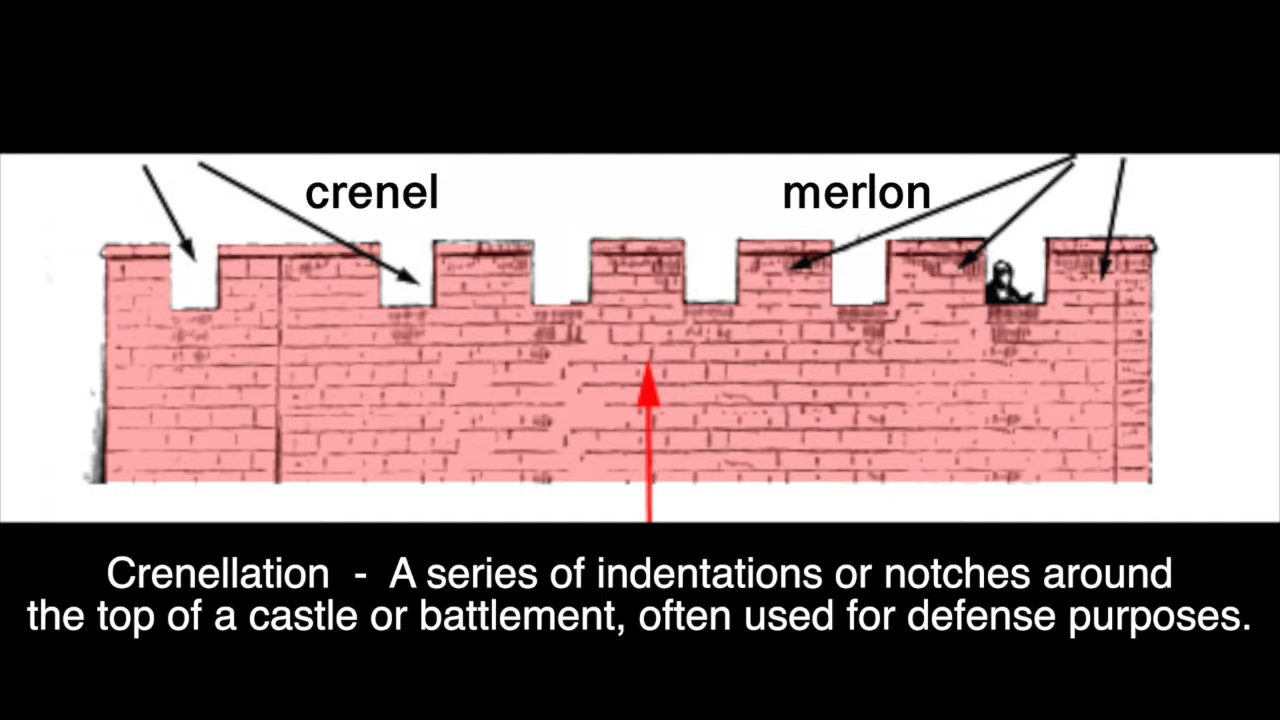 crenel
merlon
Crenellation - A series of indentations or notches around
the top of a castle or battlement, often used for defense purposes.